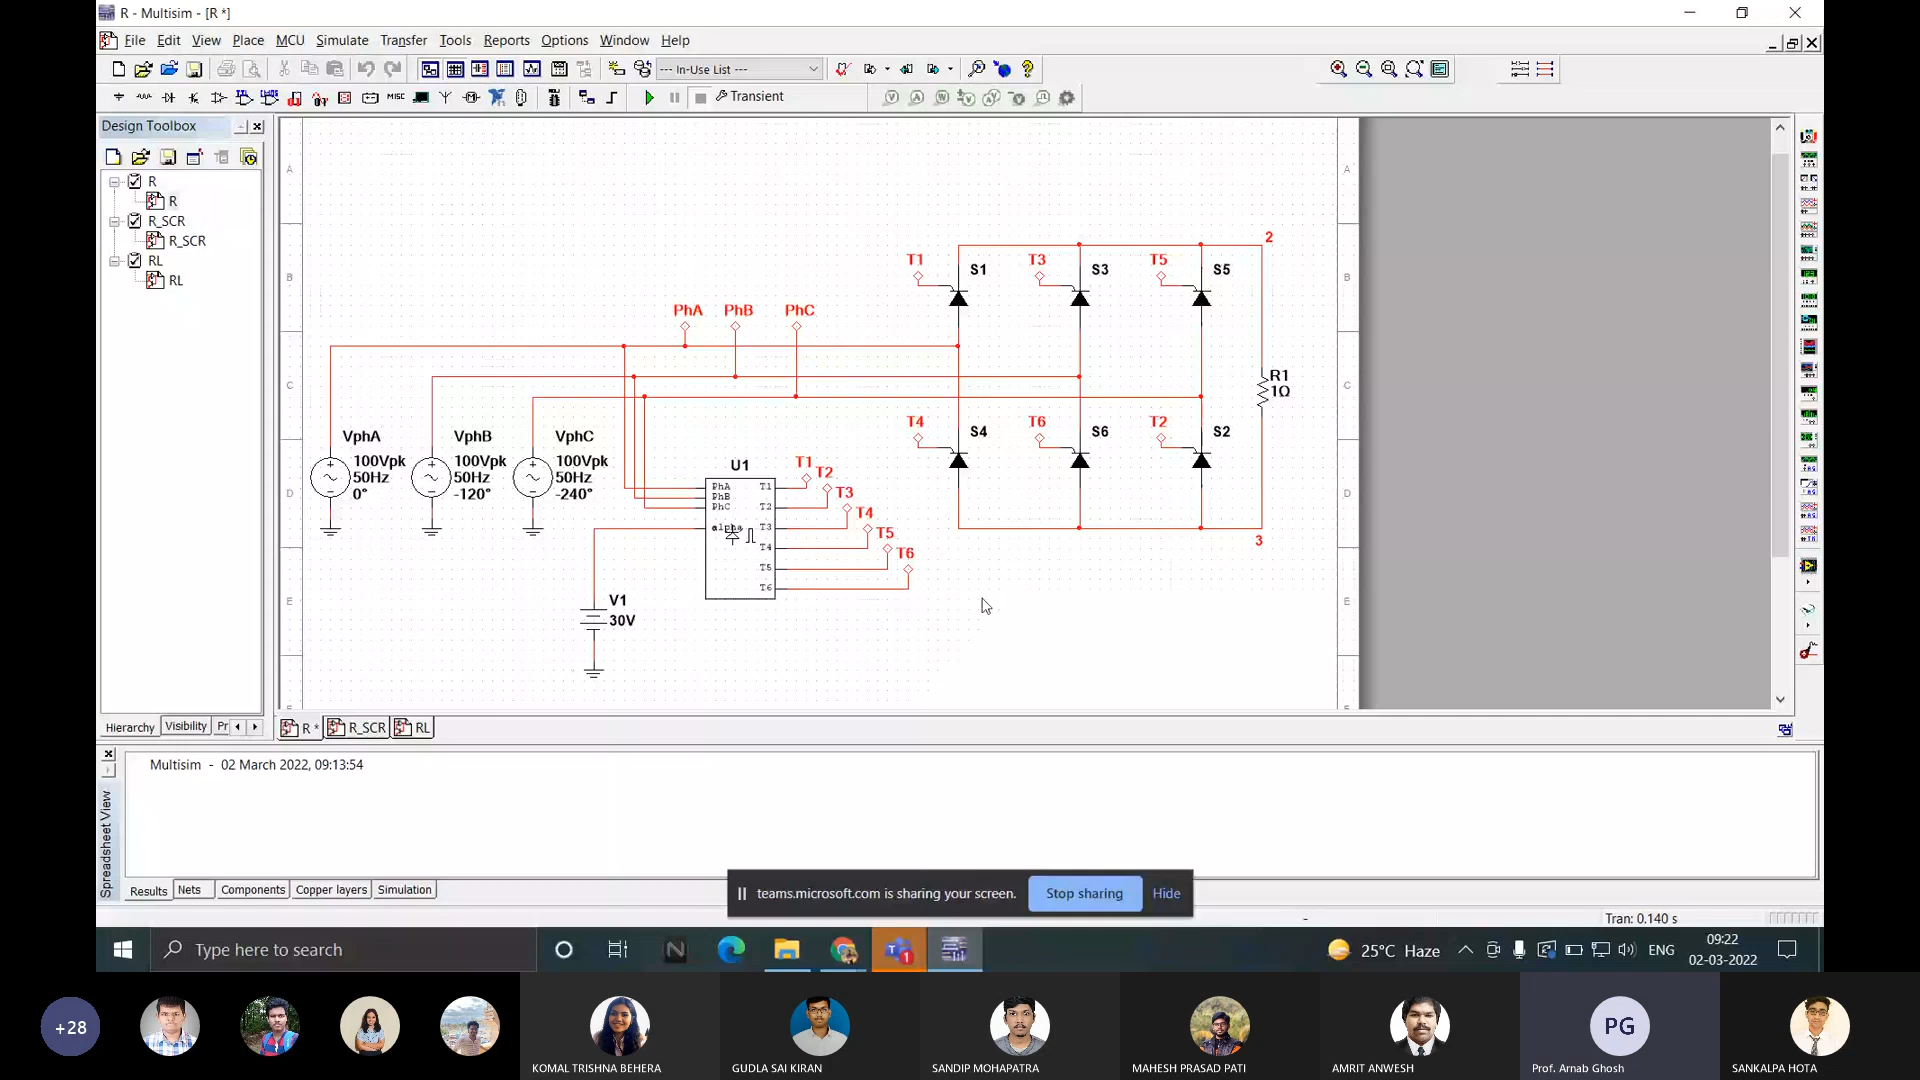 R - Multisim - [R *]
File Edit View Place MCU Simulate Transfer Tools Reports Options Window Help
--- In-Use List ---
MISC
Transient
Design Toolbox
R
R
R_SCR
R_SCR
RL
RL
Hierarchy Visibility Pr
A
B
C
D
E
A
B
C
D
E
2
T1 S1 T3 S3 T5 S5
PhA PhB PhC
R1
1Ω
T4 S4 T6 S6 T2 S2
VphA
100Vpk
50Hz
0°
VphB
100Vpk
50Hz
-120°
VphC
100Vpk
50Hz
-240°
U1
PhA
PhB
PhC
alpha
T1
T2
T3
T4
T5
T6
T1
T2
T3
T4
T5
T6
3
V1
30V
R * R_SCR RL
Multisim - 02 March 2022, 09:13:54
Spreadsheet View
Results Nets Components Copper layers Simulation
teams.microsoft.com is sharing your screen. Stop sharing Hide
- Tran: 0.140 s
Type here to search
25°C Haze
ENG
09:22
02-03-2022
+28
PG
KOMAL TRISHNA BEHERA
GUDLA SAI KIRAN
SANDIP MOHAPATRA
MAHESH PRASAD PATI
AMRIT ANWESH
Prof. Arnab Ghosh
SANKALPA HOTA